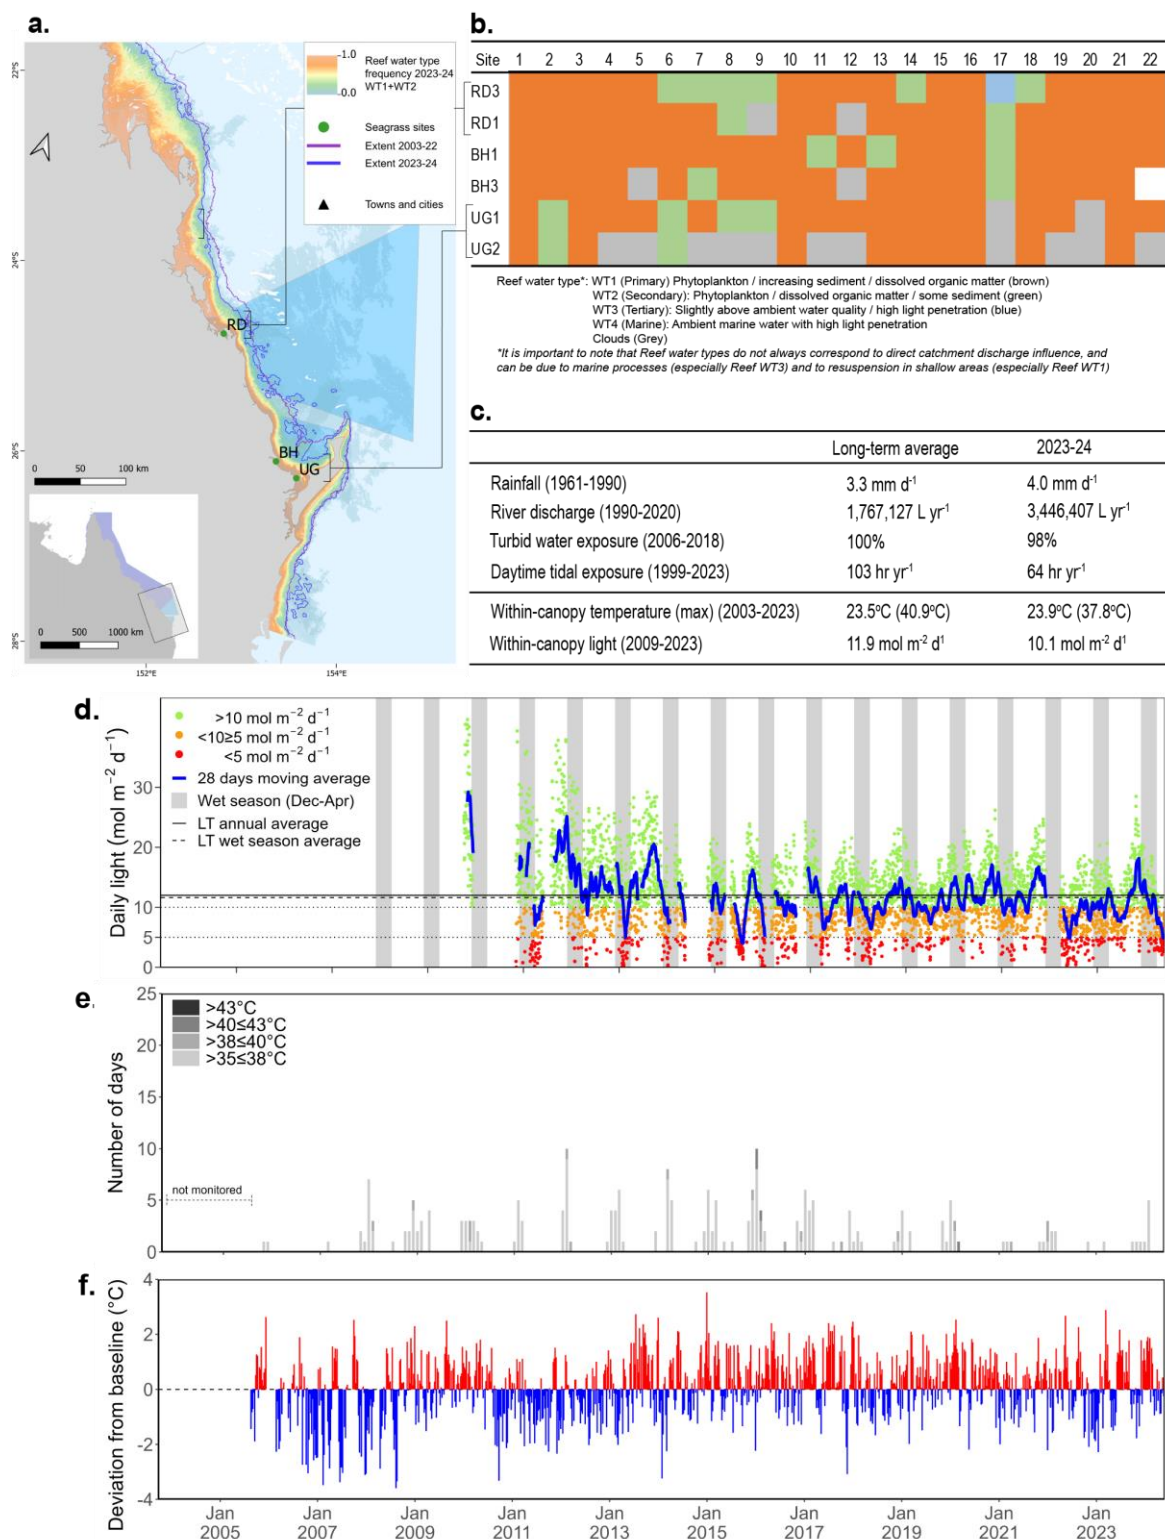 a.
22°S
24°S
26°S
28°S
1.0
0.0
Reef water type
frequency 2023-24
WT1+WT2
Seagrass sites
Extent 2003-22
Extent 2023-24
Towns and cities
RD
BH
UG
0 50 100 km
0 500 1000 km
152°E 154°E
b.
Site 1 2 3 4 5 6 7 8 9 10 11 12 13 14 15 16 17 18 19 20 21 22
RD3
RD1
BH1
BH3
UG1
UG2
Reef water type*: WT1 (Primary) Phytoplankton / increasing sediment / dissolved organic matter (brown)
WT2 (Secondary): Phytoplankton / dissolved organic matter / some sediment (green)
WT3 (Tertiary): Slightly above ambient water quality / high light penetration (blue)
WT4 (Marine): Ambient marine water with high light penetration
Clouds (Grey)
*It is important to note that Reef water types do not always correspond to direct catchment discharge influence, and
can be due to marine processes (especially Reef WT3) and to resuspension in shallow areas (especially Reef WT1)
c.
Long-term average 2023-24
Rainfall (1961-1990) 3.3 mm d⁻¹ 4.0 mm d⁻¹
River discharge (1990-2020) 1,767,127 L yr⁻¹ 3,446,407 L yr⁻¹
Turbid water exposure (2006-2018) 100% 98%
Daytime tidal exposure (1999-2023) 103 hr yr⁻¹ 64 hr yr⁻¹
Within-canopy temperature (max) (2003-2023) 23.5ºC (40.9ºC) 23.9ºC (37.8ºC)
Within-canopy light (2009-2023) 11.9 mol m⁻² d¹ 10.1 mol m⁻² d¹
d.
Daily light (mol m⁻² d⁻¹)
30
20
10
5
0
>10 mol m⁻² d⁻¹
<10≥5 mol m⁻² d⁻¹
<5 mol m⁻² d⁻¹
28 days moving average
Wet season (Dec-Apr)
LT annual average
LT wet season average
e.
Number of days
25
20
15
10
5
0
>43°C
>40≤43°C
>38≤40°C
>35≤38°C
not monitored
f.
Deviation from baseline (°C)
4
2
0
-2
-4
Jan Jan Jan Jan Jan Jan Jan Jan Jan Jan
2005 2007 2009 2011 2013 2015 2017 2019 2021 2023